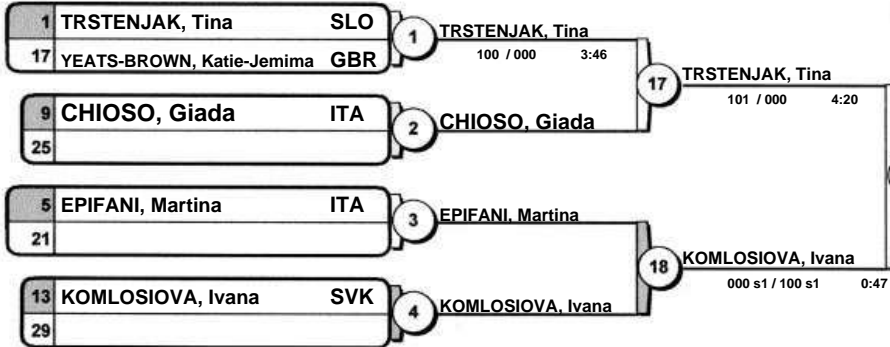 1 TRSTENJAK, Tina SLO
17 YEATS-BROWN, Katie-Jemima GBR
1
TRSTENJAK, Tina
100 / 000 3:46
9 CHIOSO, Giada ITA
25
2
CHIOSO, Giada
17
TRSTENJAK, Tina
101 / 000 4:20
5 EPIFANI, Martina ITA
21
3
EPIFANI, Martina
13 KOMLOSIOVA, Ivana SVK
29
4
KOMLOSIOVA, Ivana
18
KOMLOSIOVA, Ivana
000 s1 / 100 s1 0:47